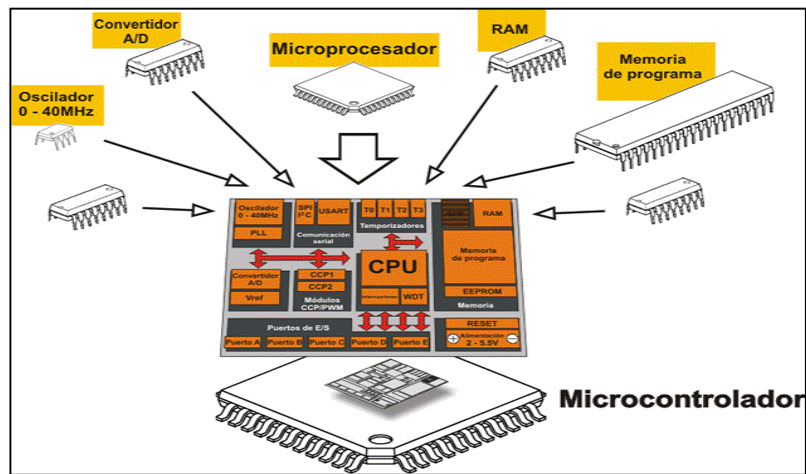 Convertidor
A/D
Microprocesador
RAM
Memoria
de programa
Oscilador
0 - 40MHz
Oscilador
0 - 40MHz
PLL
SPI
I²C
USART
Comunicación
serial
T0 T1 T2 T3
Temporizadores
RAM
Memoria
de programa
EEPROM
Memoria
CPU
Interrupciones
WDT
Convertidor
A/D
Vref
CCP1
CCP2
Módulos
CCP/PWM
Puertos de E/S
Puerto A Puerto B Puerto C Puerto D Puerto E
RESET
Alimentación
2 - 5.5V
Microcontrolador